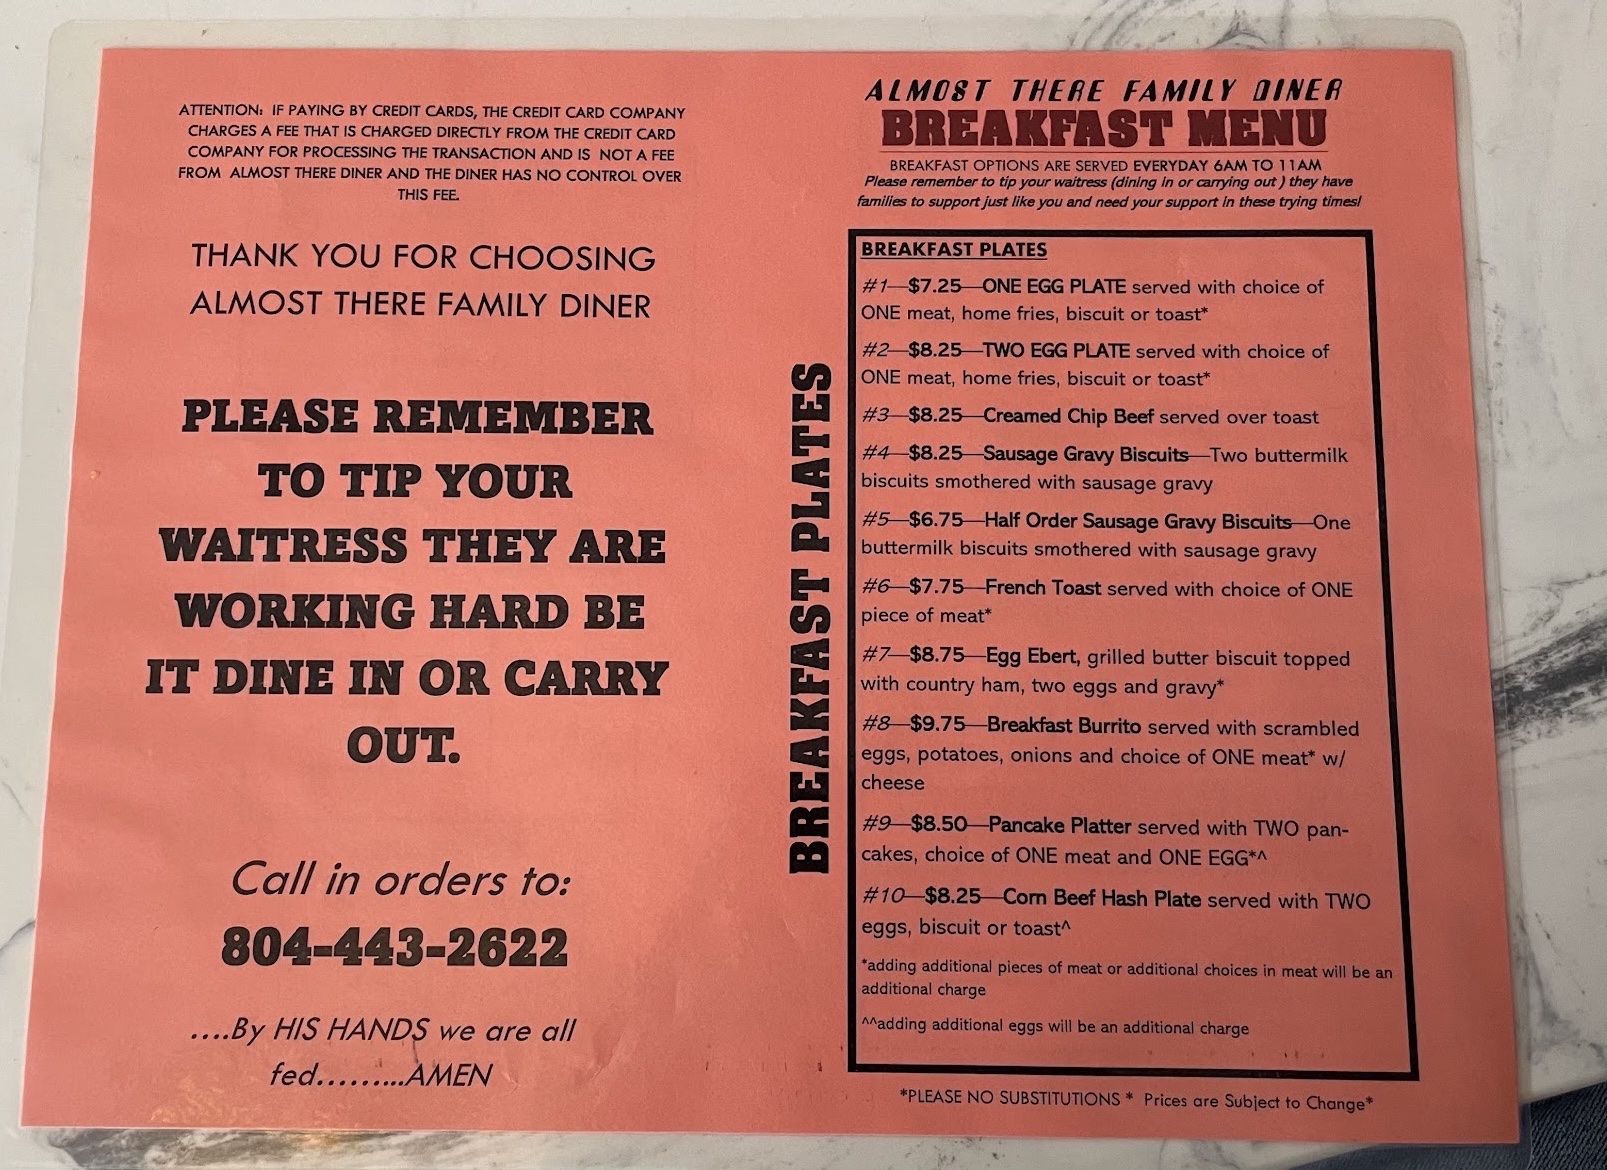 ATTENTION: IF PAYING BY CREDIT CARDS, THE CREDIT CARD COMPANY
CHARGES A FEE THAT IS CHARGED DIRECTLY FROM THE CREDIT CARD
COMPANY FOR PROCESSING THE TRANSACTION AND IS NOT A FEE
FROM ALMOST THERE DINER AND THE DINER HAS NO CONTROL OVER
THIS FEE.
THANK YOU FOR CHOOSING
ALMOST THERE FAMILY DINER
PLEASE REMEMBER
TO TIP YOUR
WAITRESS THEY ARE
WORKING HARD BE
IT DINE IN OR CARRY
OUT.
Call in orders to:
804-443-2622
....By HIS HANDS we are all
fed.........AMEN
ALMOST THERE FAMILY DINER
BREAKFAST MENU
BREAKFAST OPTIONS ARE SERVED EVERYDAY 6AM TO 11AM
Please remember to tip your waitress (dining in or carrying out ) they have
families to support just like you and need your support in these trying times!
BREAKFAST PLATES
BREAKFAST PLATES
#1—$7.25—ONE EGG PLATE served with choice of
ONE meat, home fries, biscuit or toast*
#2—$8.25—TWO EGG PLATE served with choice of
ONE meat, home fries, biscuit or toast*
#3—$8.25—Creamed Chip Beef served over toast
#4—$8.25—Sausage Gravy Biscuits—Two buttermilk
biscuits smothered with sausage gravy
#5—$6.75—Half Order Sausage Gravy Biscuits—One
buttermilk biscuits smothered with sausage gravy
#6—$7.75—French Toast served with choice of ONE
piece of meat*
#7—$8.75—Egg Ebert, grilled butter biscuit topped
with country ham, two eggs and gravy*
#8—$9.75—Breakfast Burrito served with scrambled
eggs, potatoes, onions and choice of ONE meat* w/
cheese
#9—$8.50—Pancake Platter served with TWO pan-
cakes, choice of ONE meat and ONE EGG*^
#10—$8.25—Corn Beef Hash Plate served with TWO
eggs, biscuit or toast^
*adding additional pieces of meat or additional choices in meat will be an
additional charge
^^adding additional eggs will be an additional charge
*PLEASE NO SUBSTITUTIONS * Prices are Subject to Change*